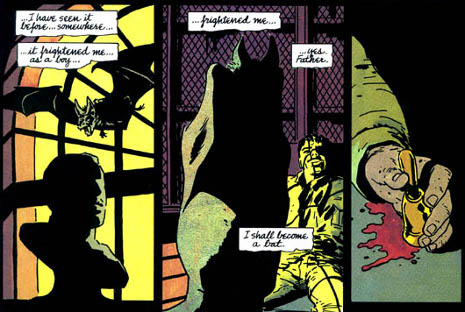 ...I have seen it
before...somewhere...
...it frightened me...
as a boy...
...frightened me...
...yes.
Father.
I shall become
a bat.